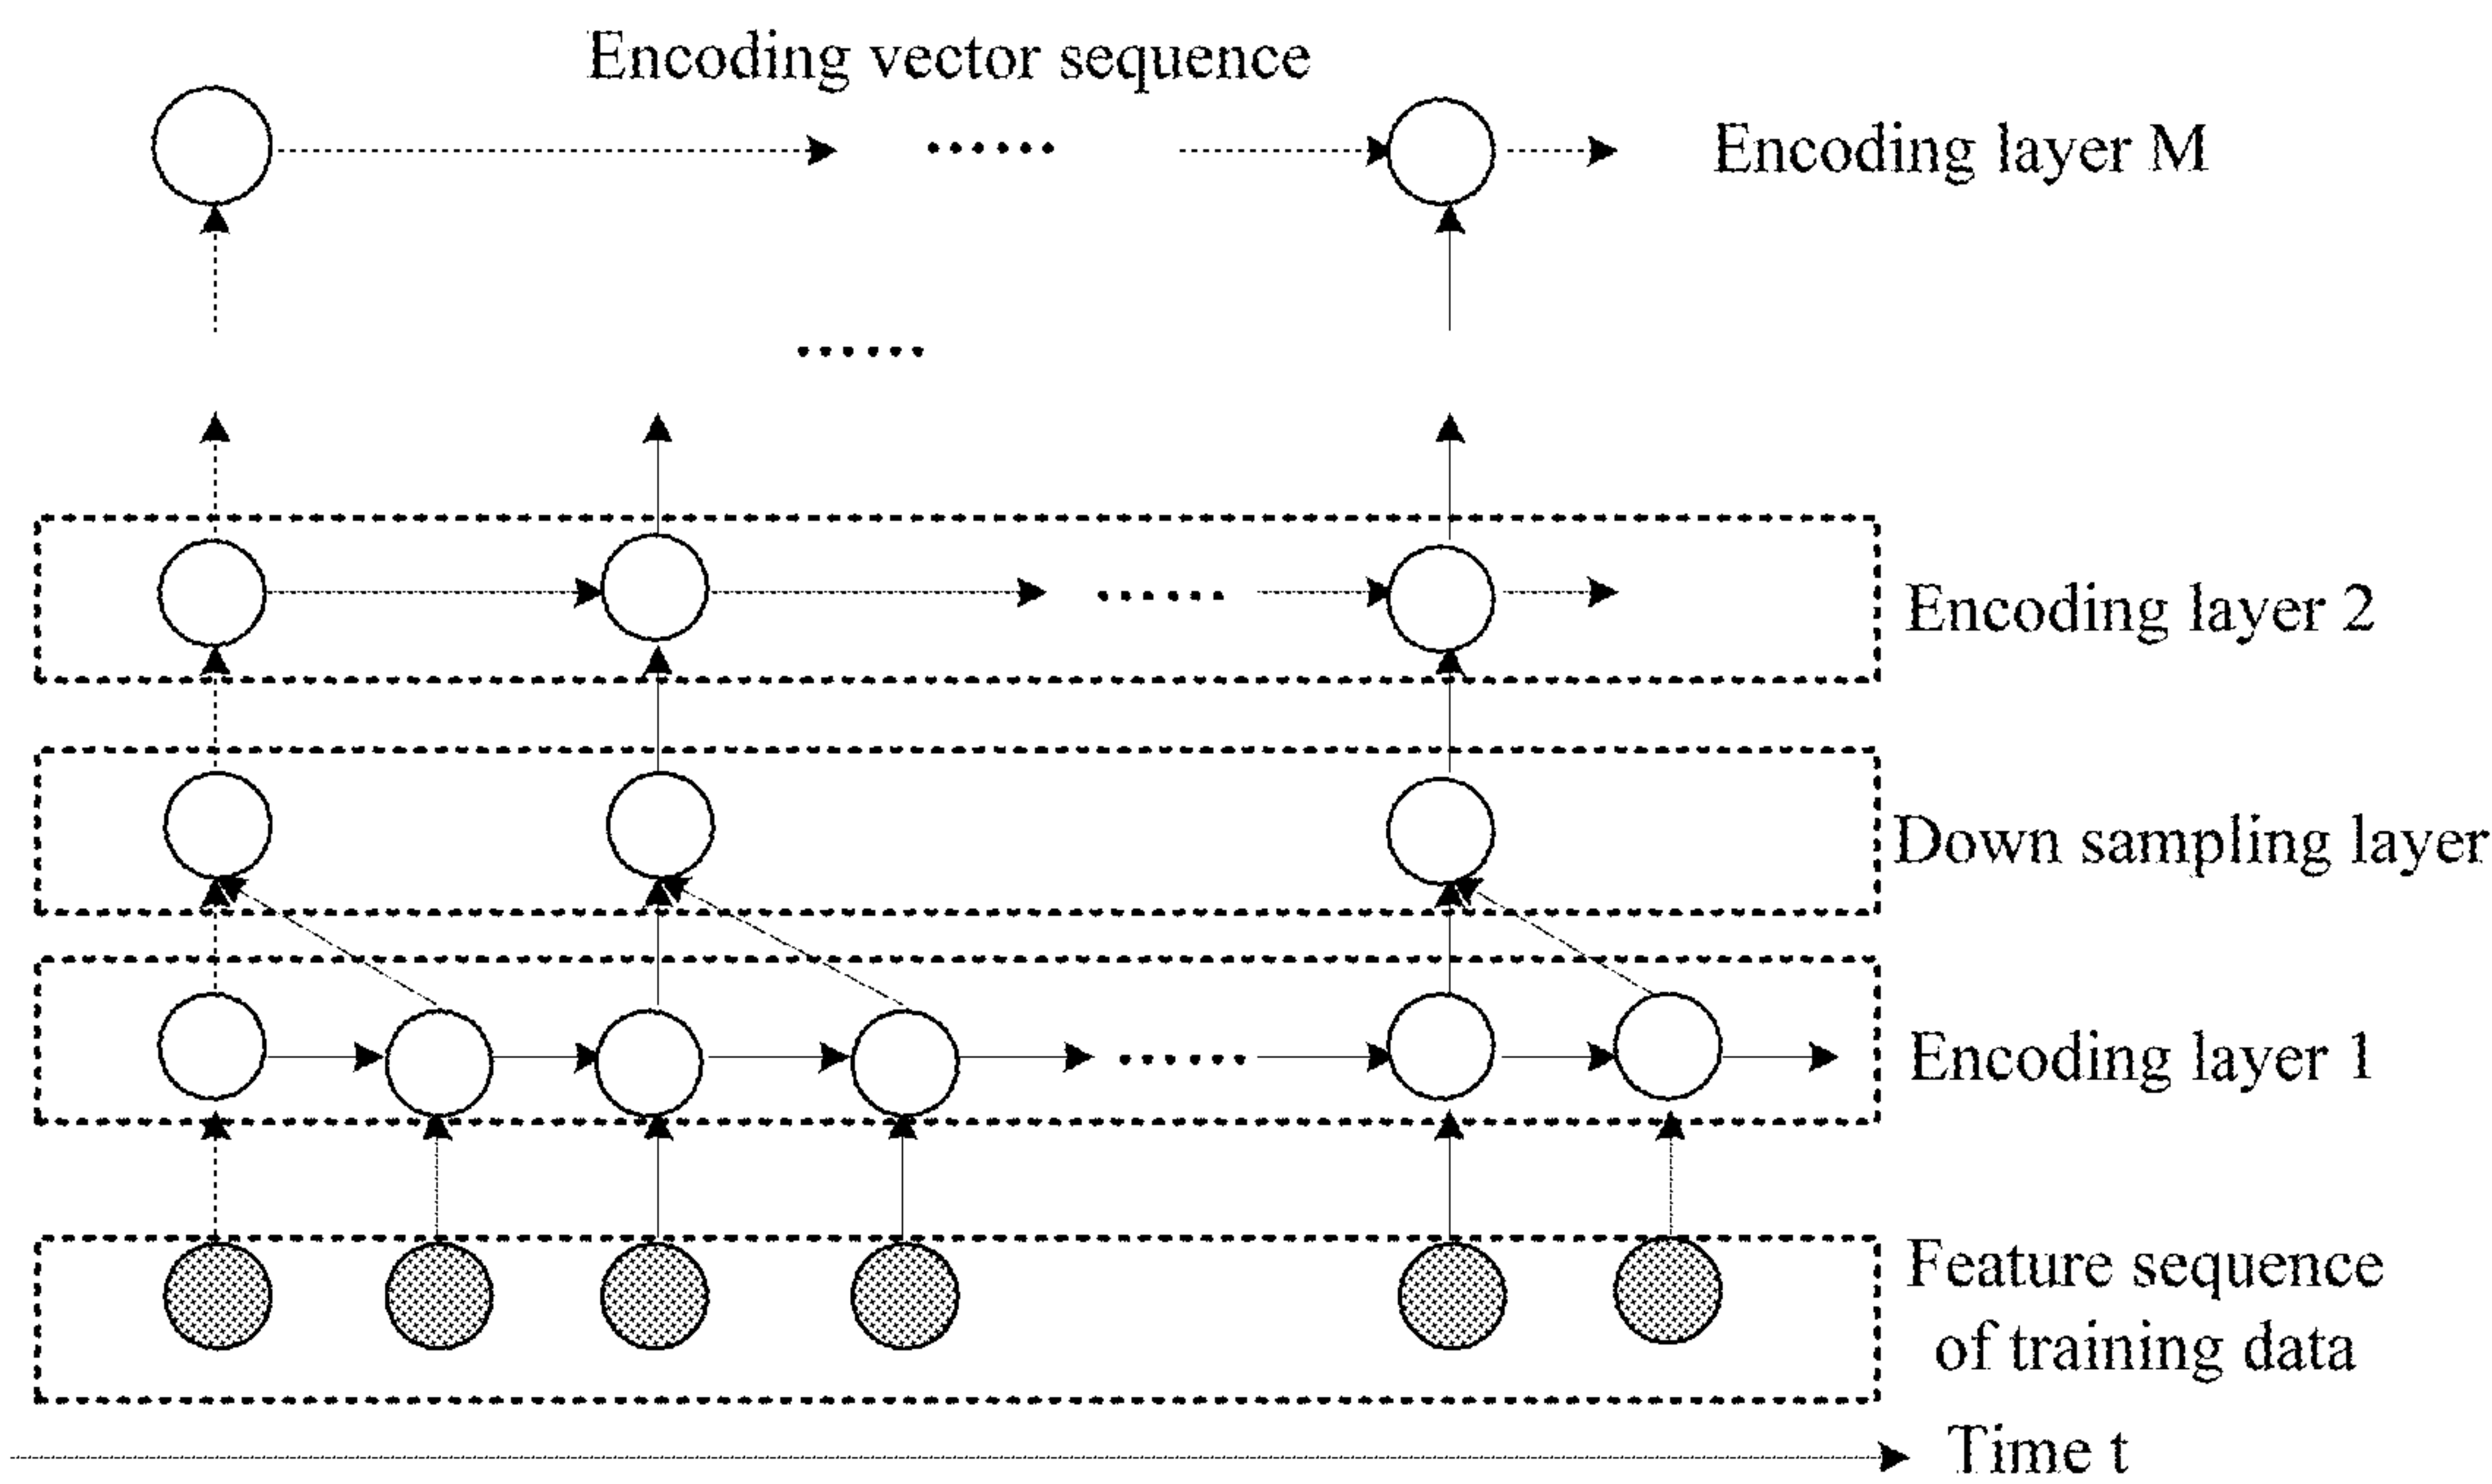 Encoding vector sequence
Encoding layer M
......
......
Encoding layer 2
......
Down sampling layer
Encoding layer 1
......
Feature sequence
of training data
Time t